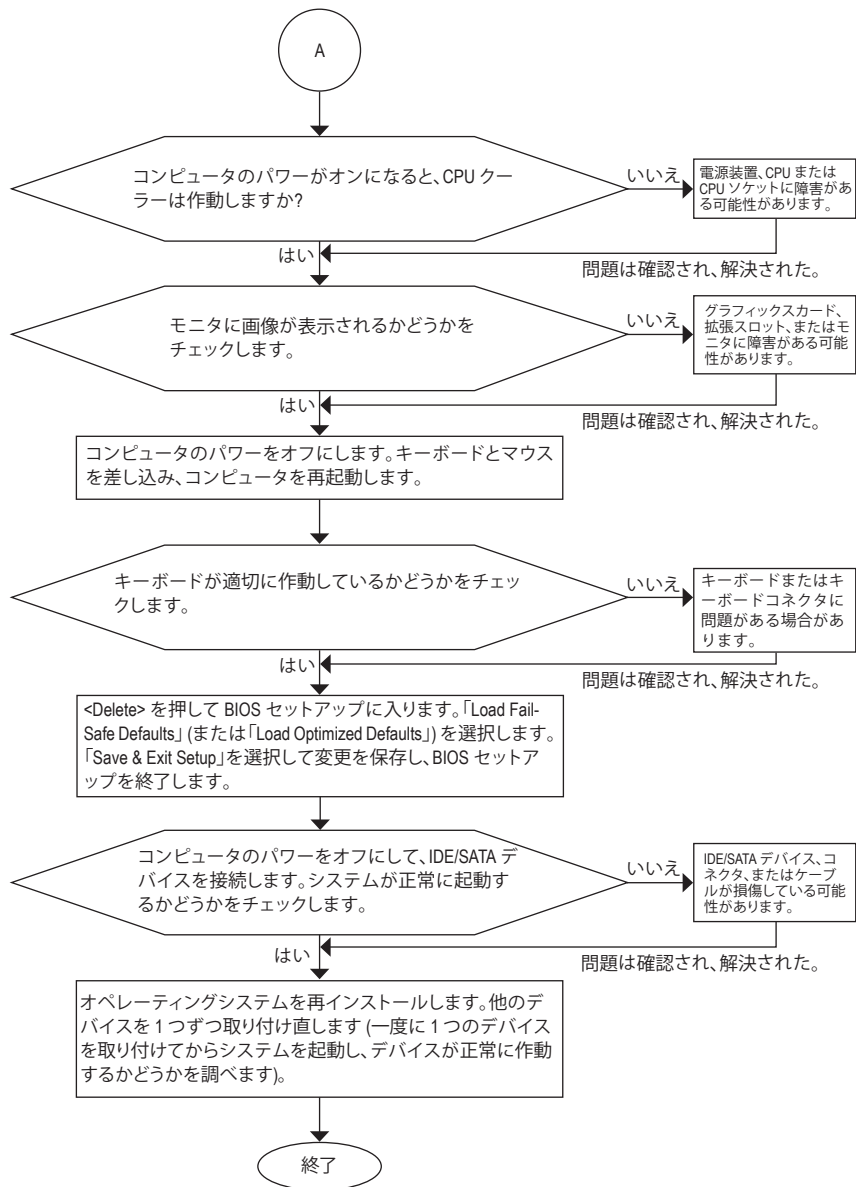 A
コンピュータのパワーがオンになると、CPU クー
ラーは作動しますか?
いいえ
電源装置、CPU または
CPU ソケットに障害があ
る可能性があります。
はい
問題は確認され、解決された。
モニタに画像が表示されるかどうかを
チェックします。
いいえ
グラフィックスカード、
拡張スロット、またはモ
ニタに障害がある可能
性があります。
はい
問題は確認され、解決された。
コンピュータのパワーをオフにします。キーボードとマウス
を差し込み、コンピュータを再起動します。
キーボードが適切に作動しているかどうかをチェッ
クします。
いいえ
キーボードまたはキ
ーボードコネクタに
問題がある場合があ
ります。
はい
問題は確認され、解決された。
<Delete> を押して BIOS セットアップに入ります。「Load Fail-
Safe Defaults」 (または「Load Optimized Defaults」) を選択します。
「Save & Exit Setup」を選択して変更を保存し、BIOS セットア
ップを終了します。
コンピュータのパワーをオフにして、IDE/SATA デ
バイスを接続します。システムが正常に起動す
るかどうかをチェックします。
いいえ
IDE/SATA デバイス、コ
ネクタ、またはケーブ
ルが損傷している可能
性があります。
はい
問題は確認され、解決された。
オペレーティングシステムを再インストールします。他のデ
バイスを 1 つずつ取り付け直します (一度に 1 つのデバイス
を取り付けてからシステムを起動し、デバイスが正常に作動
するかどうかを調べます)。
終了